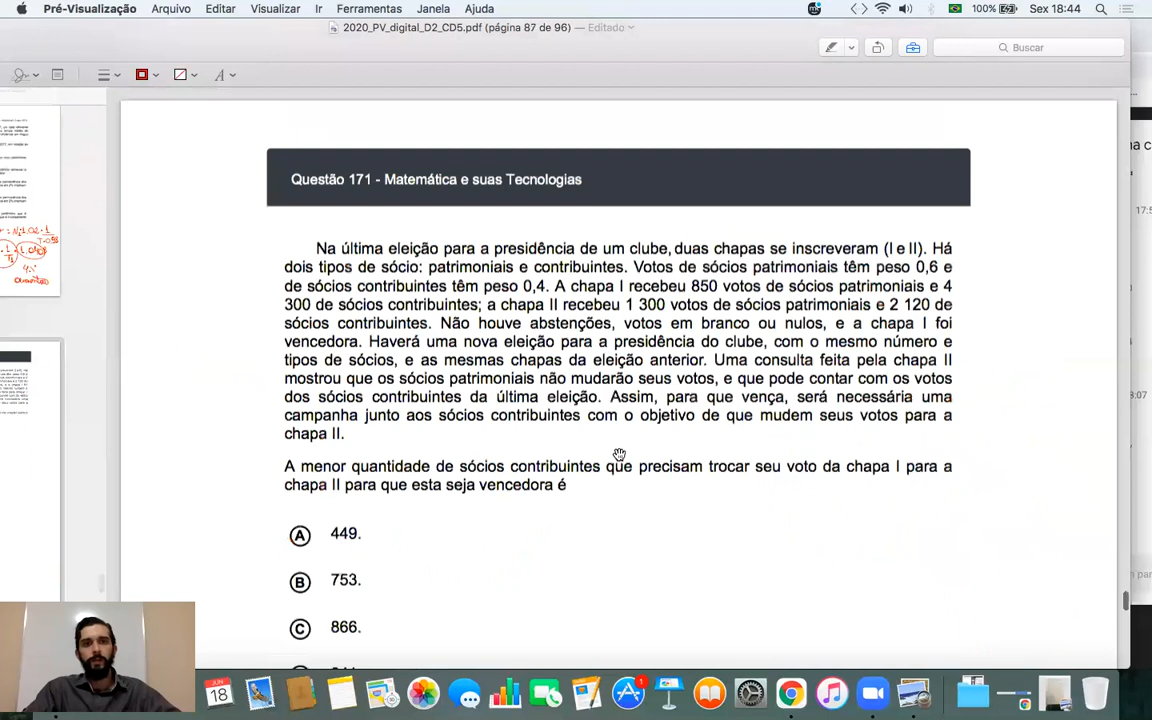 Pré-Visualização Arquivo Editar Visualizar Ir Ferramentas Janela Ajuda 100% Sex 18:44
2020_PV_digital_D2_CD5.pdf (página 87 de 96) — Editado
Buscar
Questão 171 - Matemática e suas Tecnologias
Na última eleição para a presidência de um clube, duas chapas se inscreveram (I e II). Há
dois tipos de sócio: patrimoniais e contribuintes. Votos de sócios patrimoniais têm peso 0,6 e
de sócios contribuintes têm peso 0,4. A chapa I recebeu 850 votos de sócios patrimoniais e 4
300 de sócios contribuintes; a chapa II recebeu 1 300 votos de sócios patrimoniais e 2 120 de
sócios contribuintes. Não houve abstenções, votos em branco ou nulos, e a chapa I foi
vencedora. Haverá uma nova eleição para a presidência do clube, com o mesmo número e
tipos de sócios, e as mesmas chapas da eleição anterior. Uma consulta feita pela chapa II
mostrou que os sócios patrimoniais não mudarão seus votos, e que pode contar com os votos
dos sócios contribuintes da última eleição. Assim, para que vença, será necessária uma
campanha junto aos sócios contribuintes com o objetivo de que mudem seus votos para a
chapa II.
A menor quantidade de sócios contribuintes que precisam trocar seu voto da chapa I para a
chapa II para que esta seja vencedora é
A 449.
B 753.
C 866.
JUN
18
1